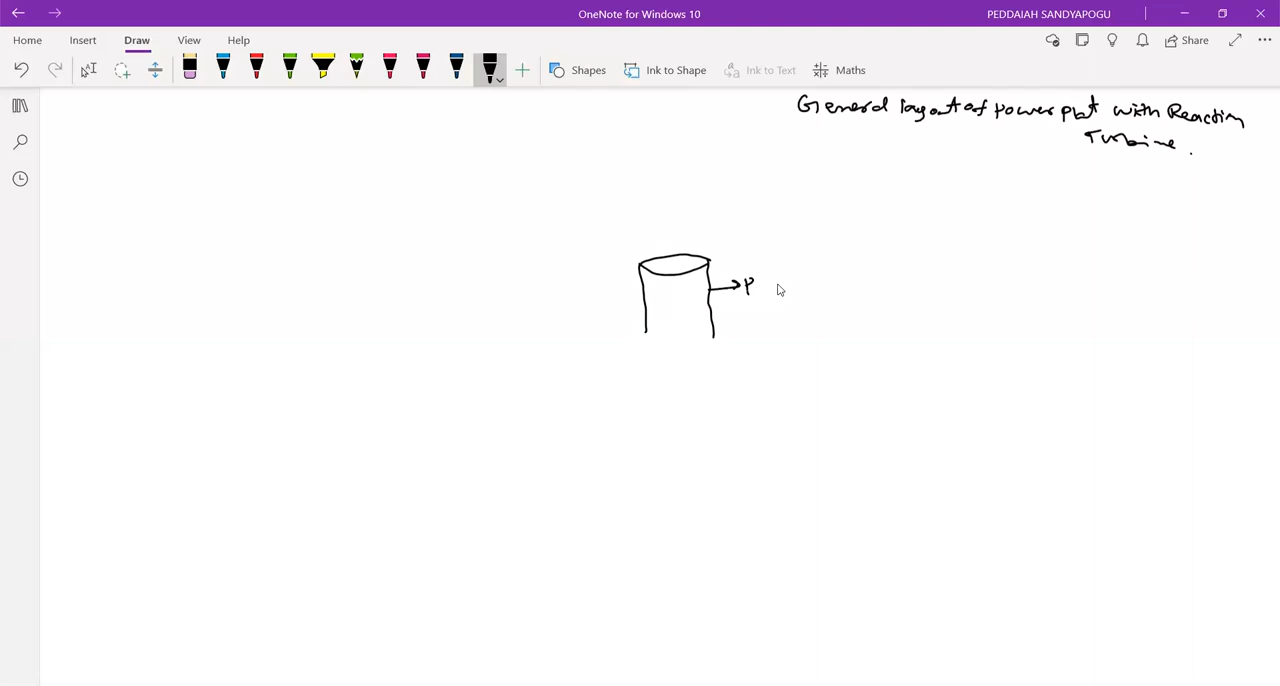 OneNote for Windows 10
PEDDAIAH SANDYAPOGU
Home Insert Draw View Help
Share
Shapes Ink to Shape Ink to Text Maths
General layout of Power plat with Reaction
Turbine.
P